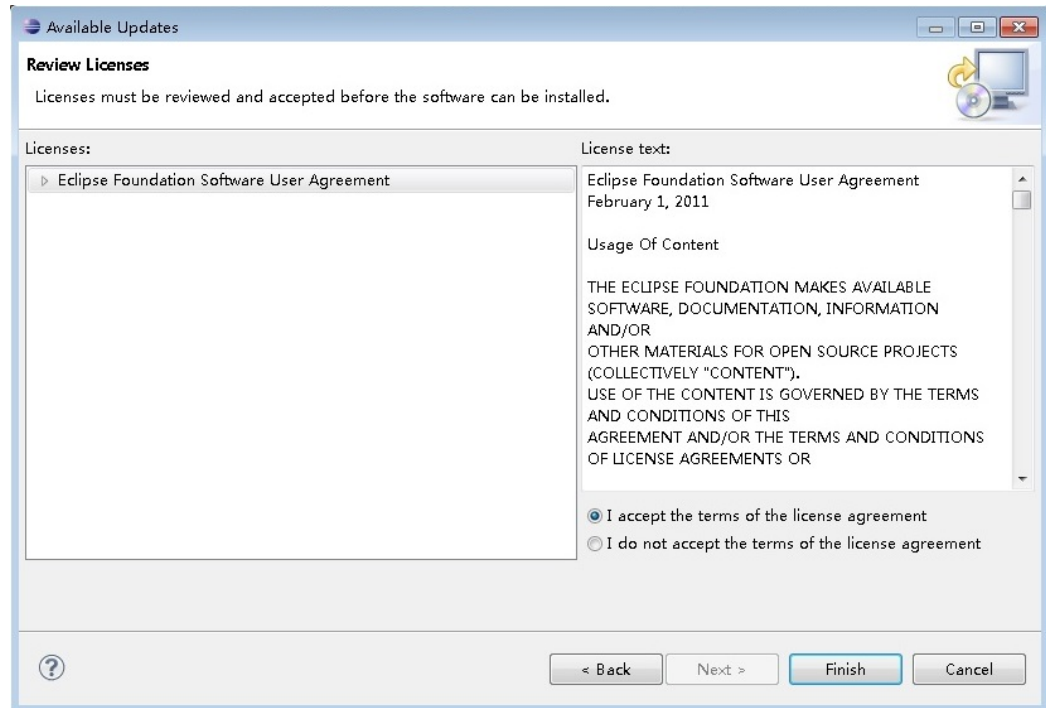 Available Updates
Review Licenses
Licenses must be reviewed and accepted before the software can be installed.
Licenses:
Eclipse Foundation Software User Agreement
License text:
Eclipse Foundation Software User Agreement
February 1, 2011
Usage Of Content
THE ECLIPSE FOUNDATION MAKES AVAILABLE
SOFTWARE, DOCUMENTATION, INFORMATION
AND/OR
OTHER MATERIALS FOR OPEN SOURCE PROJECTS
(COLLECTIVELY "CONTENT").
USE OF THE CONTENT IS GOVERNED BY THE TERMS
AND CONDITIONS OF THIS
AGREEMENT AND/OR THE TERMS AND CONDITIONS
OF LICENSE AGREEMENTS OR
I accept the terms of the license agreement
I do not accept the terms of the license agreement
?
< Back
Next >
Finish
Cancel